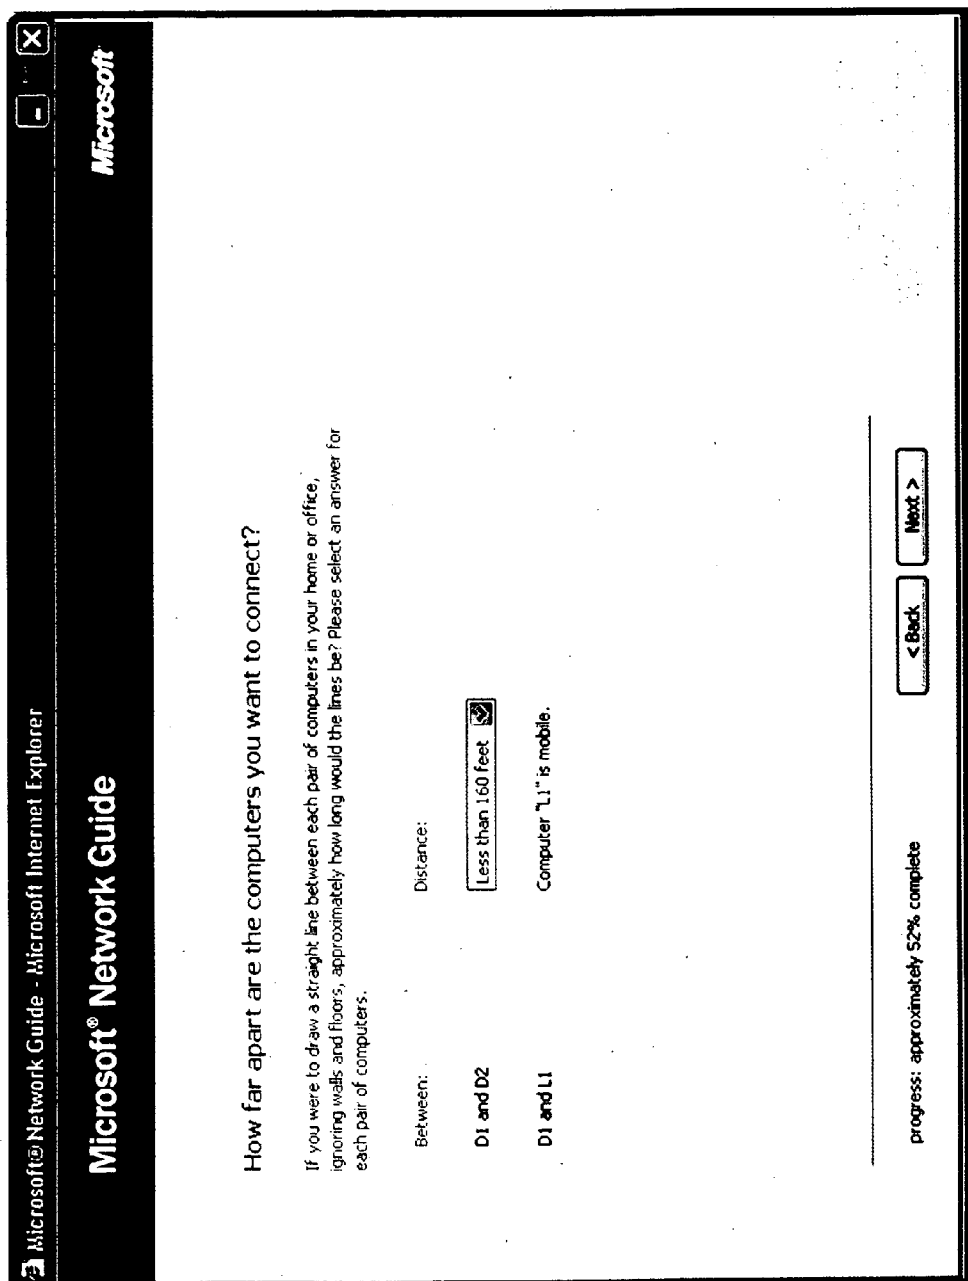 Microsoft® Network Guide - Microsoft Internet Explorer
Microsoft® Network Guide
Microsoft
How far apart are the computers you want to connect?
If you were to draw a straight line between each pair of computers in your home or office,
ignoring walls and floors, approximately how long would the lines be? Please select an answer for
each pair of computers.
Between: Distance:
D1 and D2 Less than 160 feet
D1 and L1 Computer "L1" is mobile.
progress: approximately 52% complete
< Back Next >